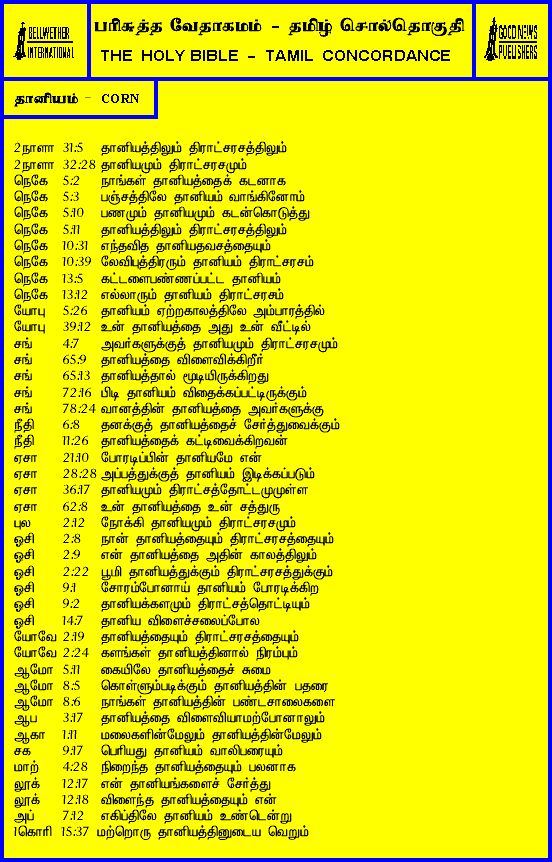 BELLWETHER
INTERNATIONAL
பரிசுத்த வேதாகமம் - தமிழ் சொல்தொகுதி
THE HOLY BIBLE - TAMIL CONCORDANCE
GOOD NEWS
PUBLISHERS
தானியம் - CORN
2நாளா 31:5 தானியத்திலும் திராட்சரசத்திலும்
2நாளா 32:28 தானியமும் திராட்சரசமும்
நெகே 5:2 நாங்கள் தானியத்தைக் கடனாக
நெகே 5:3 பஞ்சத்திலே தானியம் வாங்கினோம்
நெகே 5:10 பணமும் தானியமும் கடன்கொடுத்து
நெகே 5:11 தானியத்திலும் திராட்சரசத்திலும்
நெகே 10:31 எந்தவித தானியதவசத்தையும்
நெகே 10:39 லேவிபுத்திரரும் தானியம் திராட்சரசம்
நெகே 13:5 கட்டளைபண்ணப்பட்ட தானியம்
நெகே 13:12 எல்லாரும் தானியம் திராட்சரசம்
யோபு 5:26 தானியம் ஏற்றகாலத்திலே அம்பாரத்தில்
யோபு 39:12 உன் தானியத்தை அது உன் வீட்டில்
சங் 4:7 அவர்களுக்குத் தானியமும் திராட்சரசமும்
சங் 65:9 தானியத்தை விளைவிக்கிறீர்
சங் 65:13 தானியத்தால் மூடியிருக்கிறது
சங் 72:16 பிடி தானியம் விதைக்கப்பட்டிருக்கும்
சங் 78:24 வானத்தின் தானியத்தை அவர்களுக்கு
நீதி 6:8 தனக்குத் தானியத்தைச் சேர்த்துவைக்கும்
நீதி 11:26 தானியத்தைக் கட்டிவைக்கிறவன்
ஏசா 21:10 போரடிப்பின் தானியமே என்
ஏசா 28:28 அப்பத்துக்குத் தானியம் இடிக்கப்படும்
ஏசா 36:17 தானியமும் திராட்சத்தோட்டமுமுள்ள
ஏசா 62:8 உன் தானியத்தை உன் சத்துரு
புல 2:12 நோக்கி தானியமும் திராட்சரசமும்
ஓசி 2:8 நான் தானியத்தையும் திராட்சரசத்தையும்
ஓசி 2:9 என் தானியத்தை அதின் காலத்திலும்
ஓசி 2:22 பூமி தானியத்துக்கும் திராட்சரசத்துக்கும்
ஓசி 9:1 சோரம்போனாய் தானியம் போரடிக்கிற
ஓசி 9:2 தானியக்களமும் திராட்சத்தொட்டியும்
ஓசி 14:7 தானிய விளைச்சலைப்போல
யோவே 2:19 தானியத்தையும் திராட்சரசத்தையும்
யோவே 2:24 களங்கள் தானியத்தினால் நிரம்பும்
ஆமோ 5:11 கையிலே தானியத்தைச் சுமை
ஆமோ 8:5 கொள்ளும்படிக்கும் தானியத்தின் பதரை
ஆமோ 8:6 நாங்கள் தானியத்தின் பண்டசாலைகளை
ஆப 3:17 தானியத்தை விளைவியாமற்போனாலும்
ஆகா 1:11 மலைகளின்மேலும் தானியத்தின்மேலும்
சக 9:17 பெரியது தானியம் வாலிபரையும்
மாற் 4:28 நிறைந்த தானியத்தையும் பலனாக
லூக் 12:17 என் தானியங்களைச் சேர்த்து
லூக் 12:18 விளைந்த தானியத்தையும் என்
அப் 7:12 எகிப்திலே தானியம் உண்டென்று
1கொரி 15:37 மற்றொரு தானியத்தினுடைய வெறும்